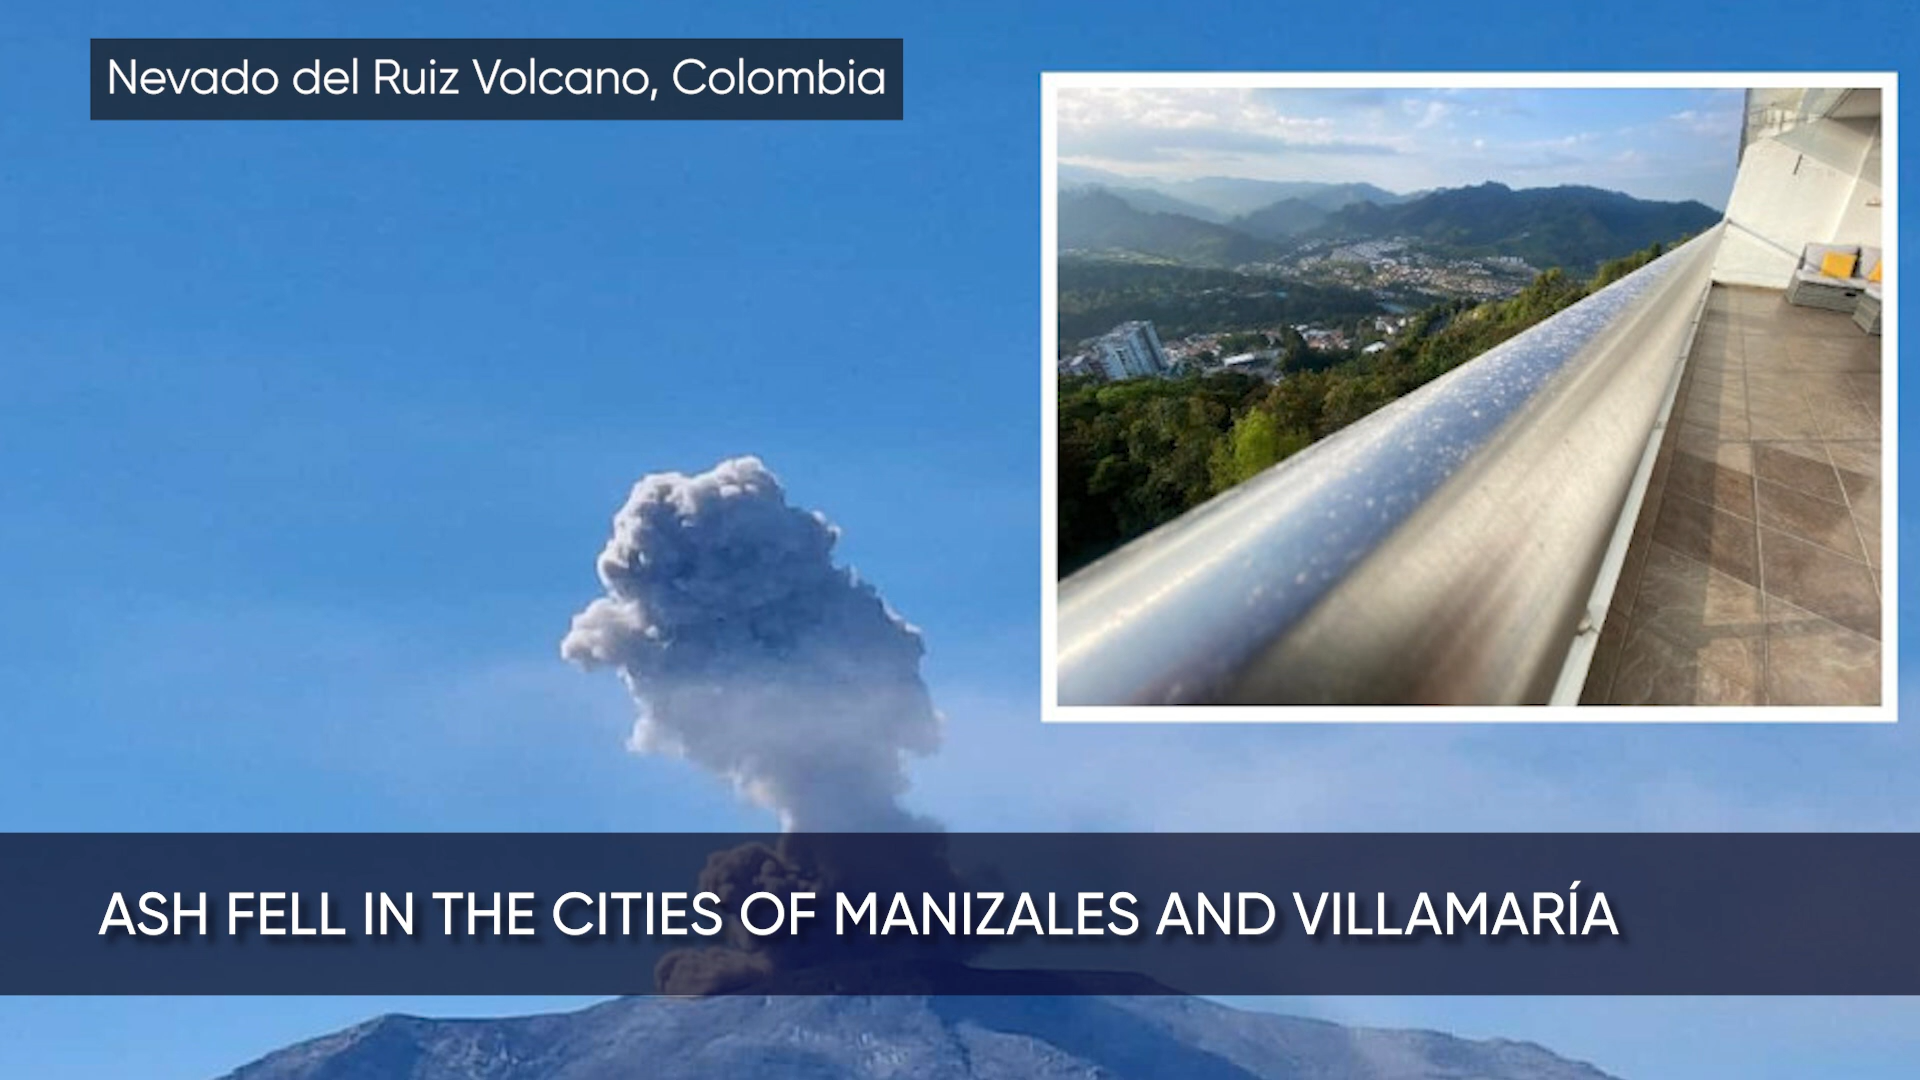 Nevado del Ruiz Volcano, Colombia
ASH FELL IN THE CITIES OF MANIZALES AND VILLAMARÍA